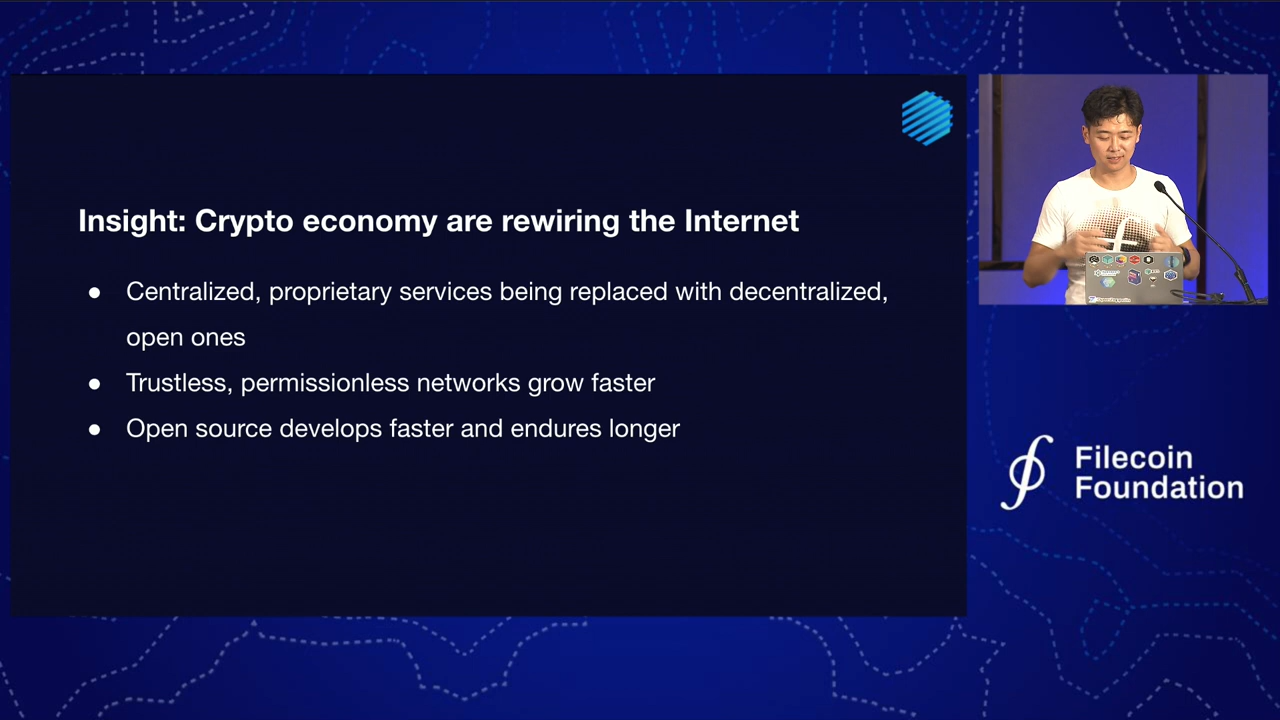 Insight: Crypto economy are rewiring the Internet
● Centralized, proprietary services being replaced with decentralized,
open ones
● Trustless, permissionless networks grow faster
● Open source develops faster and endures longer
Filecoin
Foundation